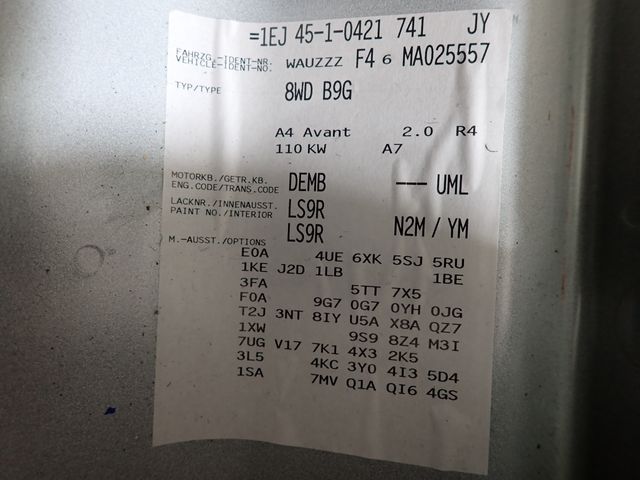 =1EJ 45-1-0421 741 JY
FAHRZG.-IDENT-NR. VEHICLE-IDENT-NO. WAUZZZ F4 6 MA025557
TYP/TYPE 8WD B9G
A4 Avant 2.0 R4
110 KW A7
MOTORKB./GETR.KB. ENG.CODE/TRANS.CODE DEMB --- UML
LACKNR./INNENAUSST. LS9R
PAINT NO./INTERIOR LS9R N2M / YM
M.-AUSST./OPTIONS
E0A 4UE 6XK 5SJ 5RU
1KE J2D 1LB 1BE
3FA 5TT 7X5
F0A 9G7 0G7 0YH 0JG
T2J 3NT 8IY U5A X8A QZ7
1XW 9S9 8Z4 M3I
7UG V17 7K1 4X3 2K5
3L5 4KC 3Y0 4I3 5D4
1SA 7MV Q1A QI6 4GS